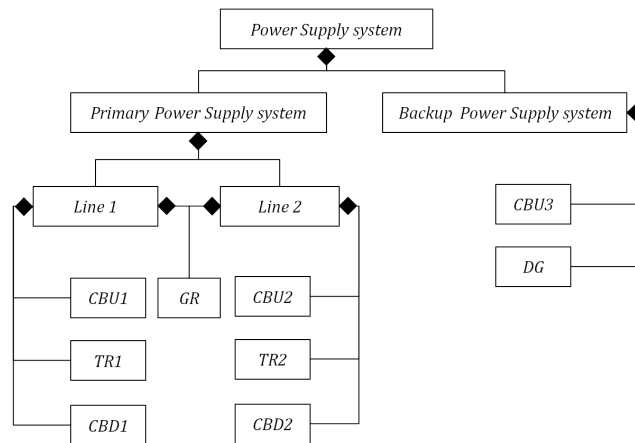 Power Supply system
Primary Power Supply system
Backup Power Supply system
Line 1
Line 2
CBU3
DG
CBU1
GR
CBU2
TR1
TR2
CBD1
CBD2